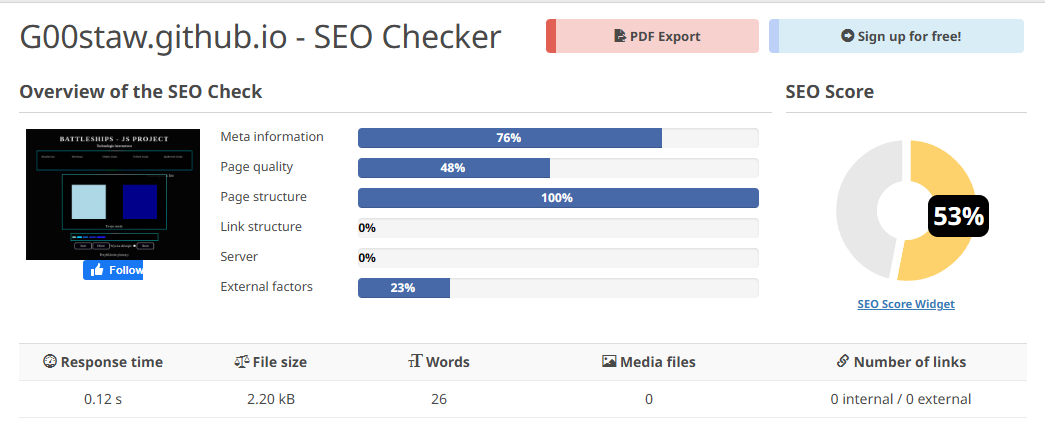 G00staw.github.io - SEO Checker
PDF Export
Sign up for free!
Overview of the SEO Check
SEO Score
BATTLESHIPS - JS PROJECT
Follow
Meta information 76%
Page quality 48%
Page structure 100%
Link structure 0%
Server 0%
External factors 23%
53%
SEO Score Widget
Response time File size Words Media files Number of links
0.12 s 2.20 kB 26 0 0 internal / 0 external